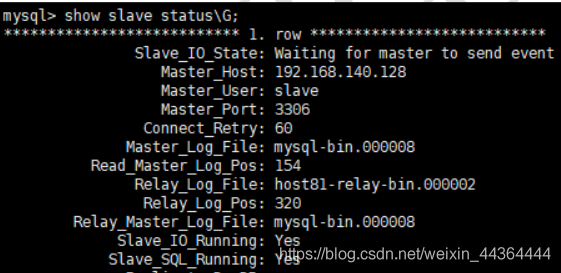 mysql> show slave status\G;
*************************** 1. row ***************************
Slave_IO_State: Waiting for master to send event
Master_Host: 192.168.140.128
Master_User: slave
Master_Port: 3306
Connect_Retry: 60
Master_Log_File: mysql-bin.000008
Read_Master_Log_Pos: 154
Relay_Log_File: host81-relay-bin.000002
Relay_Log_Pos: 320
Relay_Master_Log_File: mysql-bin.000008
Slave_IO_Running: Yes
Slave_SQL_Running: Yes
https://blog.csdn.net/weixin_44364444